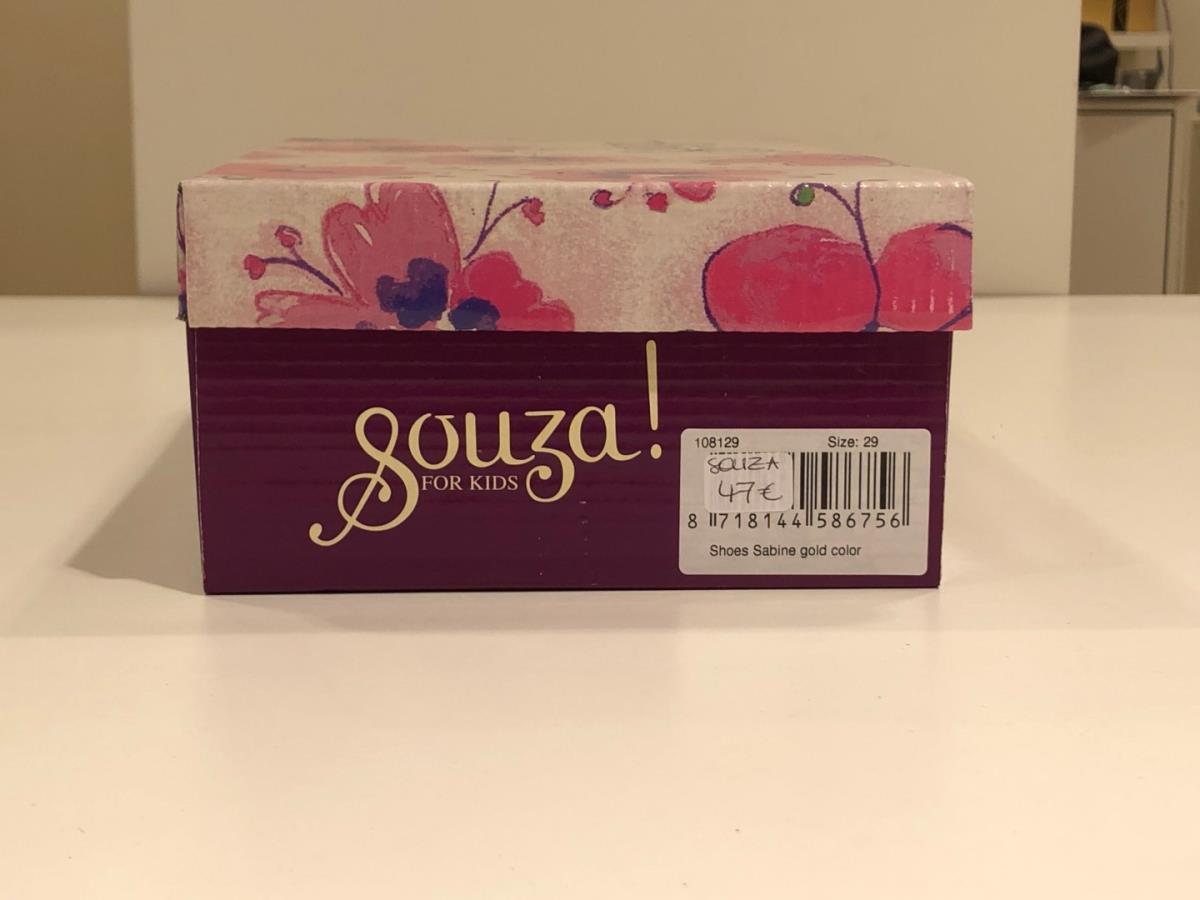 souza!
FOR KIDS
108129 Size: 29
SOUZA
47€
8 718144 586756
Shoes Sabine gold color